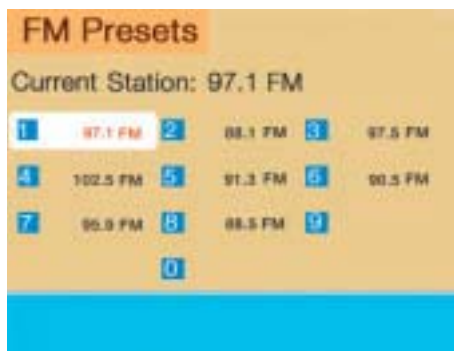 FM Presets
Current Station: 97.1 FM
1 97.1 FM 2 88.1 FM 3 97.5 FM
4 102.5 FM 5 91.3 FM 6 90.5 FM
7 95.9 FM 8 88.5 FM 9
0